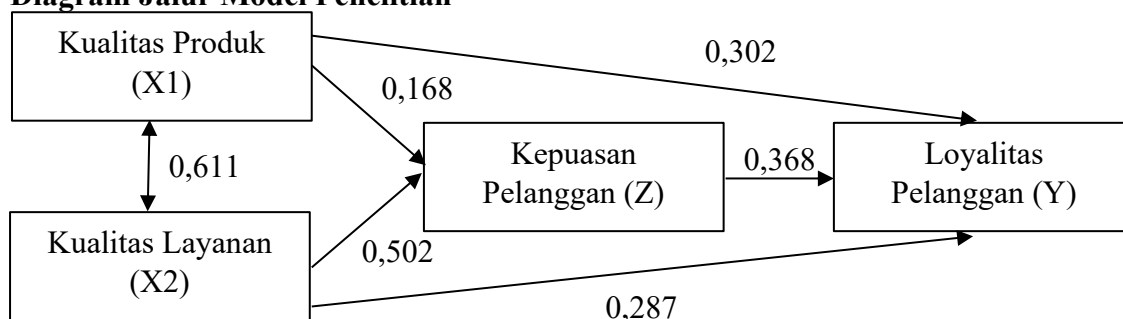 Diagram Jalur Model Penelitian
Kualitas Produk
(X1)
0,302
0,168
0,611
Kepuasan
Pelanggan (Z)
0,368
Loyalitas
Pelanggan (Y)
Kualitas Layanan
(X2)
0,502
0,287